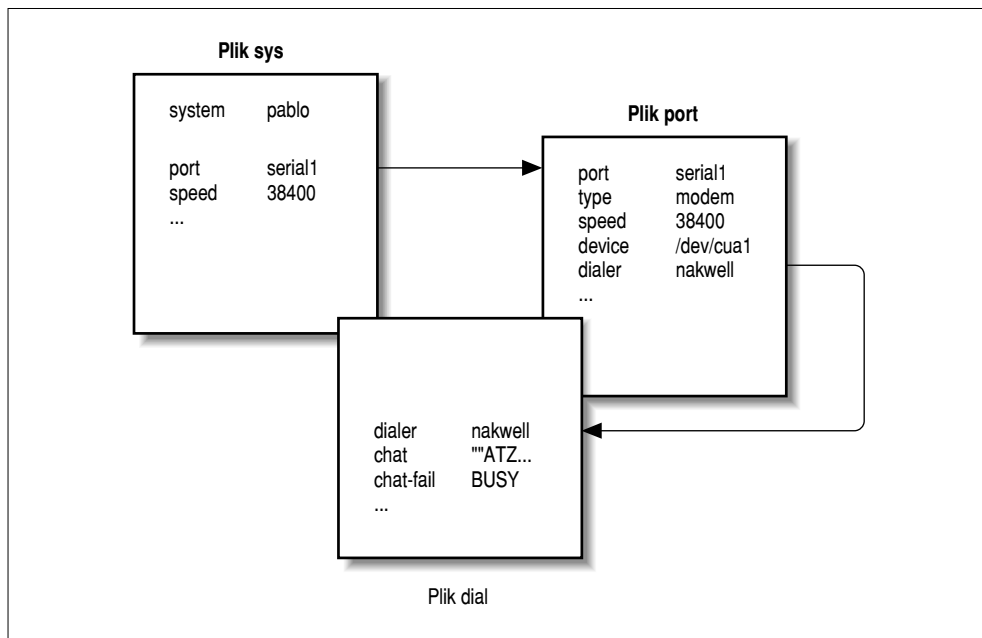 Plik sys
system pablo
port serial1
speed 38400
...
Plik port
port serial1
type modem
speed 38400
device /dev/cua1
dialer nakwell
...
dialer nakwell
chat ""ATZ...
chat-fail BUSY
...
Plik dial